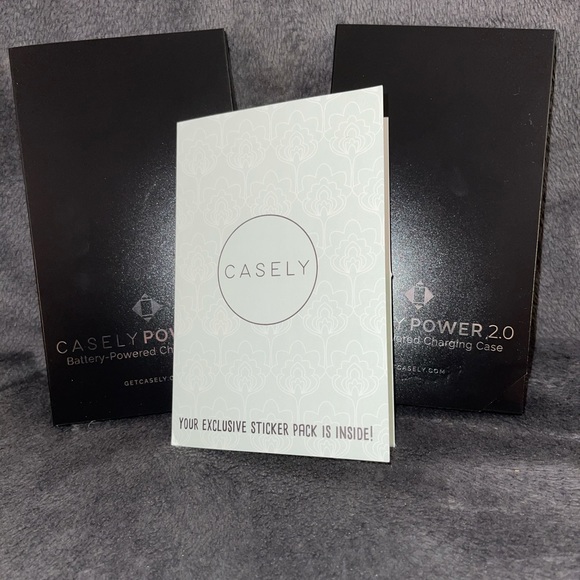 CASELY POW
Battery-Powered Ch
GETCASELY.C
CASELY
YOUR EXCLUSIVE STICKER PACK IS INSIDE!
Y POWER 2.0
ered Charging Case
CASELY.COM